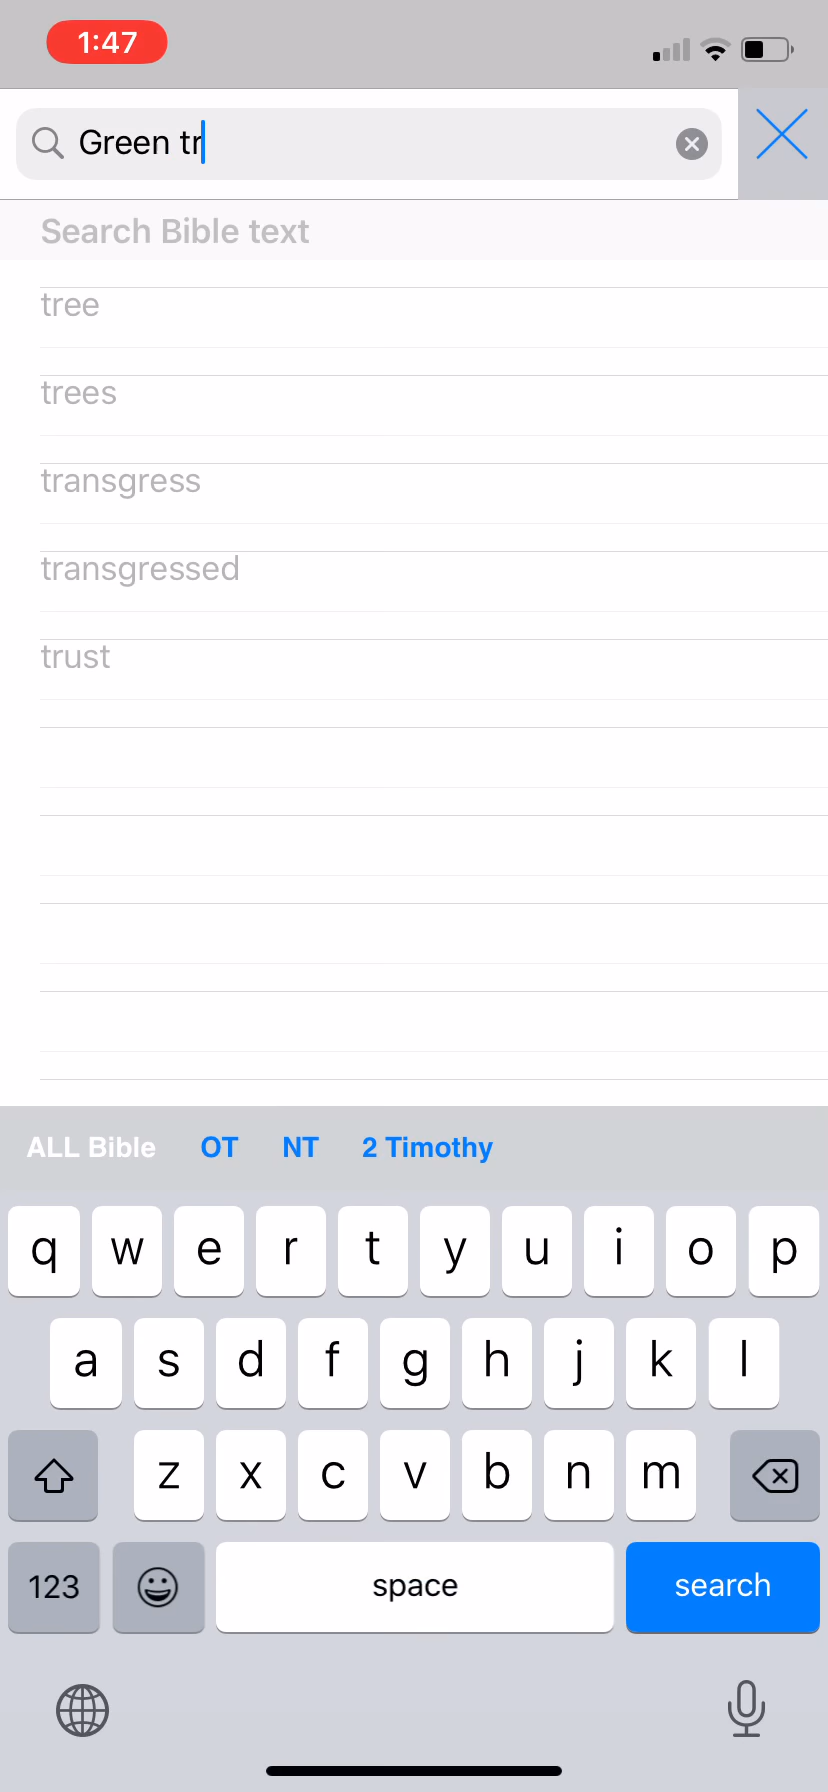 1:47
Green tr
Search Bible text
tree
trees
transgress
transgressed
trust
ALL Bible OT NT 2 Timothy
q w e r t y u i o p
a s d f g h j k l
z x c v b n m
123 space search